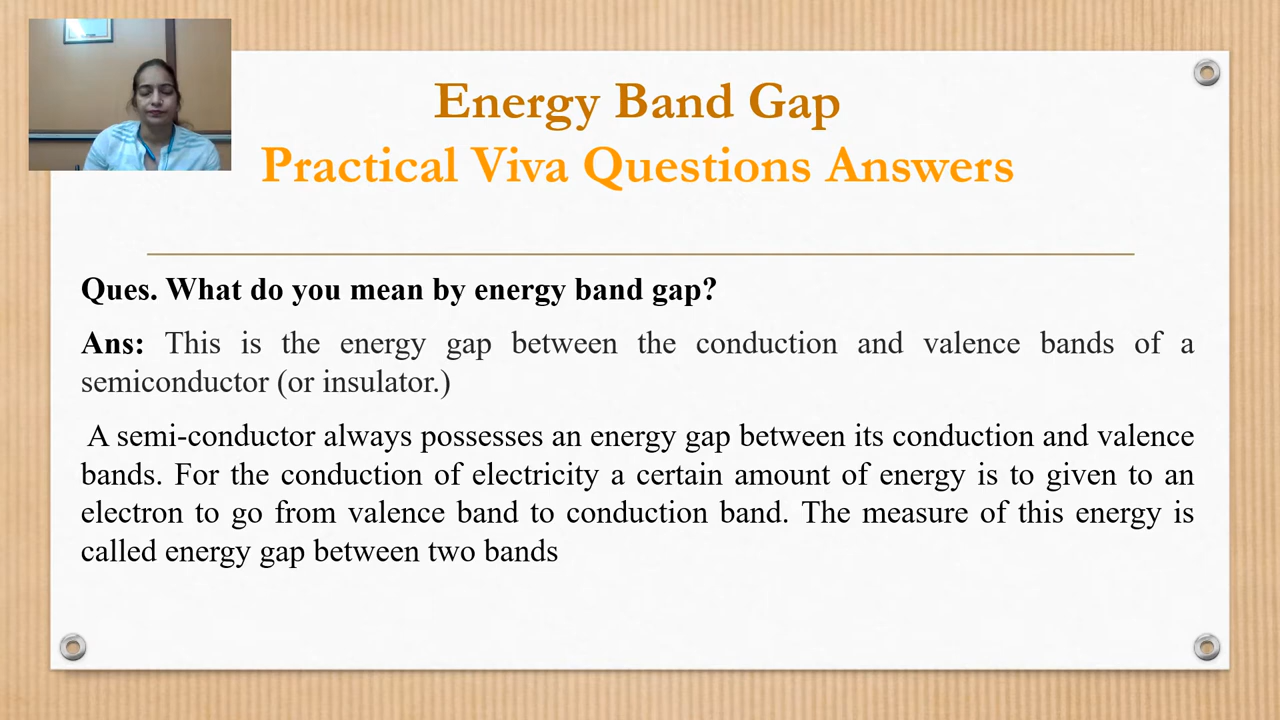 Energy Band Gap
Practical Viva Questions Answers
Ques. What do you mean by energy band gap?
Ans: This is the energy gap between the conduction and valence bands of a
semiconductor (or insulator.)
A semi-conductor always possesses an energy gap between its conduction and valence
bands. For the conduction of electricity a certain amount of energy is to given to an
electron to go from valence band to conduction band. The measure of this energy is
called energy gap between two bands